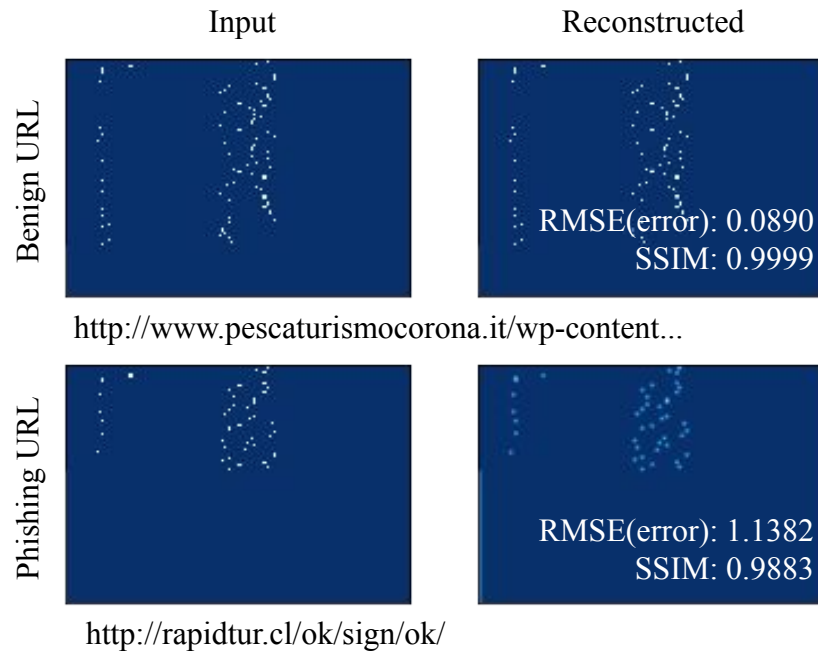 Input
Reconstructed
Benign URL
RMSE(error): 0.0890
SSIM: 0.9999
http://www.pescaturismocorona.it/wp-content...
Phishing URL
RMSE(error): 1.1382
SSIM: 0.9883
http://rapidtur.cl/ok/sign/ok/